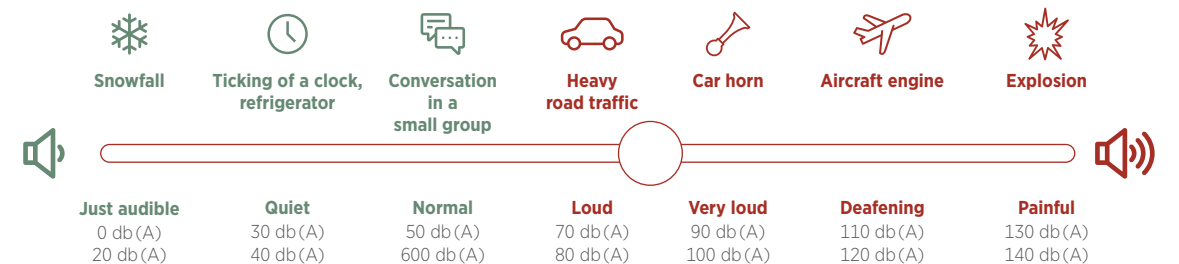 Snowfall
Ticking of a clock,
refrigerator
Conversation
in a
small group
Heavy
road traffic
Car horn
Aircraft engine
Explosion
Just audible
0 db (A)
20 db (A)
Quiet
30 db (A)
40 db (A)
Normal
50 db (A)
600 db (A)
Loud
70 db (A)
80 db (A)
Very loud
90 db (A)
100 db (A)
Deafening
110 db (A)
120 db (A)
Painful
130 db (A)
140 db (A)